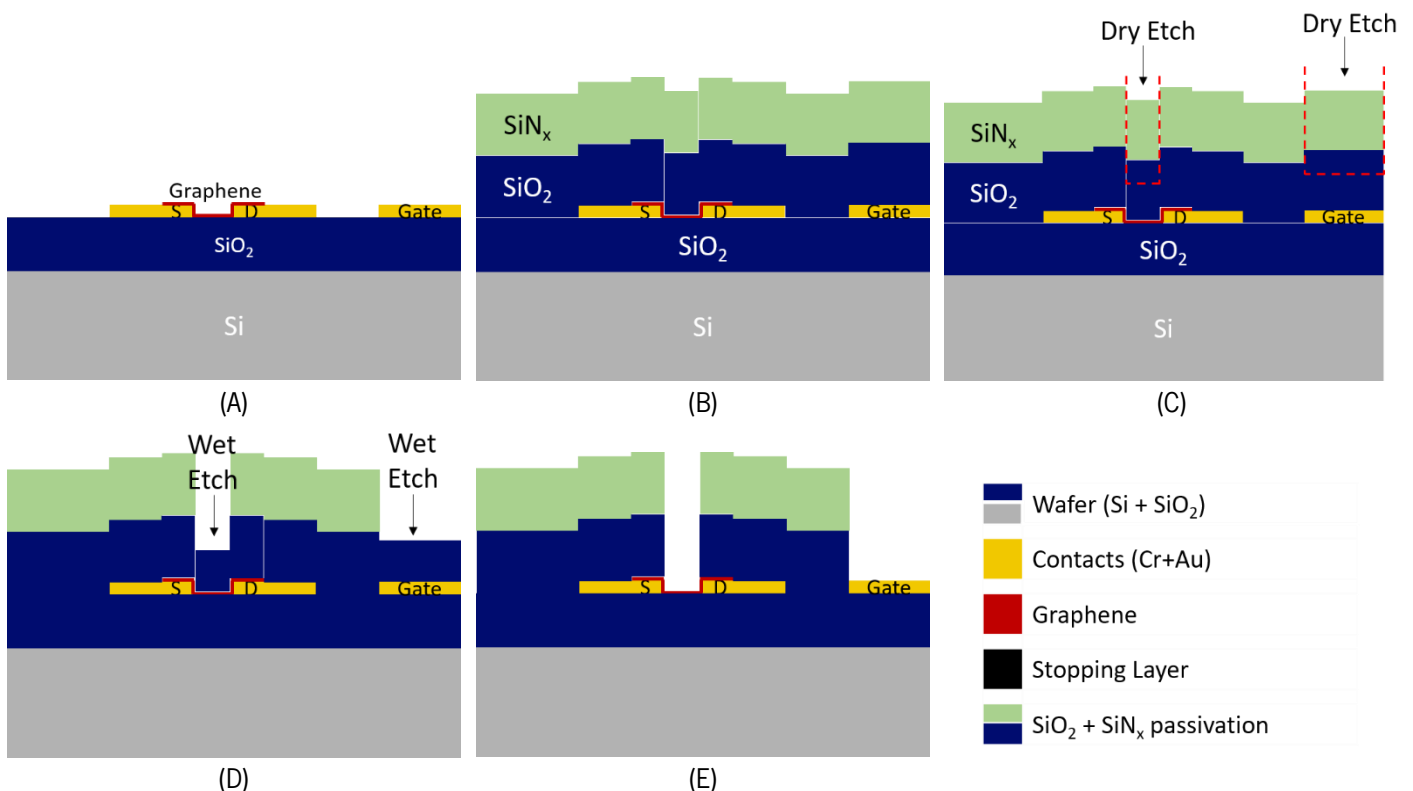 Graphene
S
D
Gate
SiO₂
Si
(A)
SiNₓ
SiO₂
S
D
Gate
SiO₂
Si
(B)
Dry Etch
Dry Etch
SiNₓ
SiO₂
S
D
Gate
SiO₂
Si
(C)
Wet
Etch
Wet
Etch
S
D
Gate
(D)
S
D
Gate
(E)
Wafer (Si + SiO₂)
Contacts (Cr+Au)
Graphene
Stopping Layer
SiO₂ + SiNₓ passivation